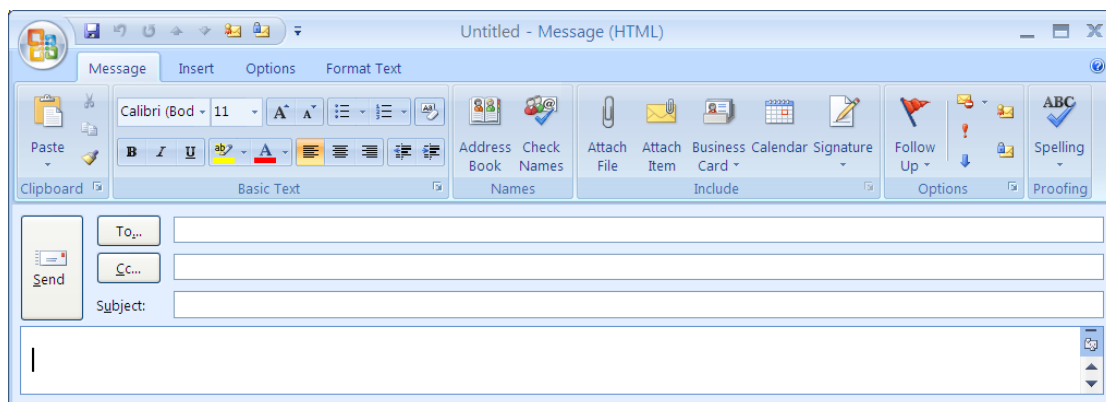 Untitled - Message (HTML)
Message Insert Options Format Text
Calibri (Bod 11 A A
ABC
Paste B I U ab A Address Book Check Names Attach File Attach Item Business Card Calendar Signature Follow Up Spelling
Clipboard Basic Text Names Include Options Proofing
To...
Cc...
Send
Subject: